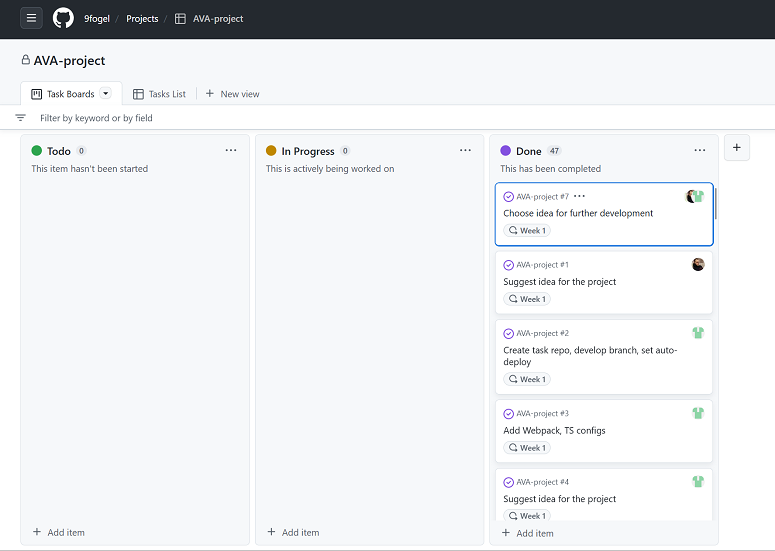 9fogel / Projects / AVA-project
AVA-project
Task Boards Tasks List + New view
Filter by keyword or by field
Todo 0
This item hasn't been started
+ Add item
In Progress 0
This is actively being worked on
+ Add item
Done 47
This has been completed
AVA-project #7
Choose idea for further development
Week 1
AVA-project #1
Suggest idea for the project
Week 1
AVA-project #2
Create task repo, develop branch, set auto-
deploy
Week 1
AVA-project #3
Add Webpack, TS configs
Week 1
AVA-project #4
Suggest idea for the project
Week 1
+ Add item